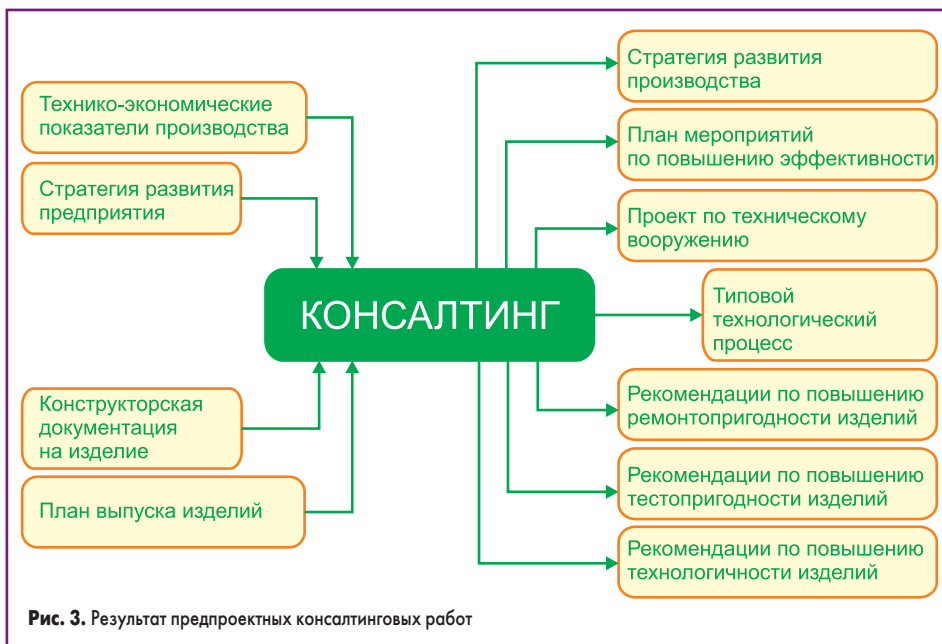 Технико-экономические
показатели производства
Стратегия развития
предприятия
Конструкторская
документация
на изделие
План выпуска изделий
КОНСАЛТИНГ
Стратегия развития
производства
План мероприятий
по повышению эффективности
Проект по техническому
вооружению
Типовой
технологический
процесс
Рекомендации по повышению
ремонтопригодности изделий
Рекомендации по повышению
тестопригодности изделий
Рекомендации по повышению
технологичности изделий
Рис. 3. Результат предпроектных консалтинговых работ